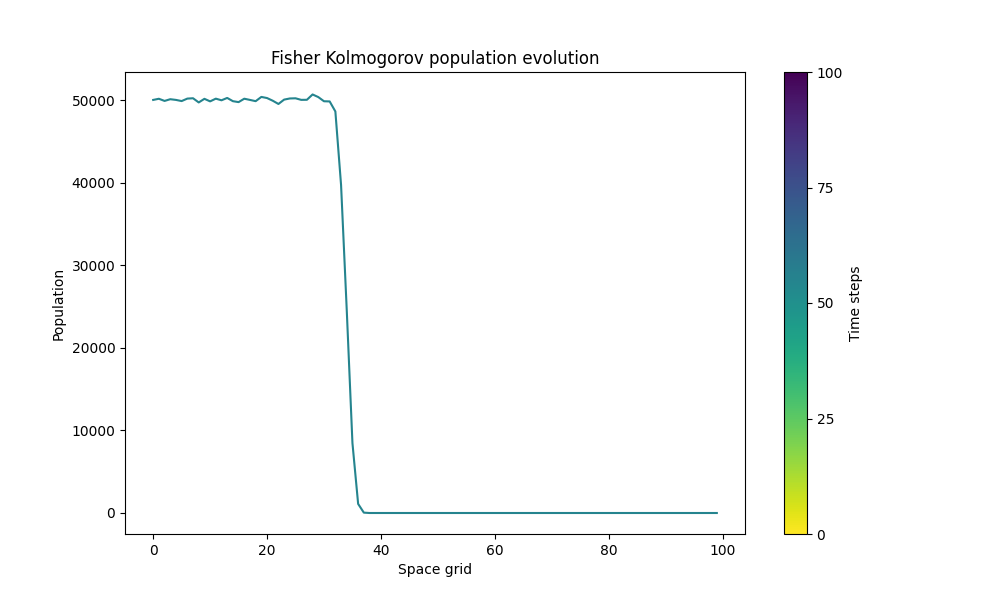 Fisher Kolmogorov population evolution
Population
50000
40000
30000
20000
10000
0
0 20 40 60 80 100
Space grid
100
75
50
25
0
Time steps